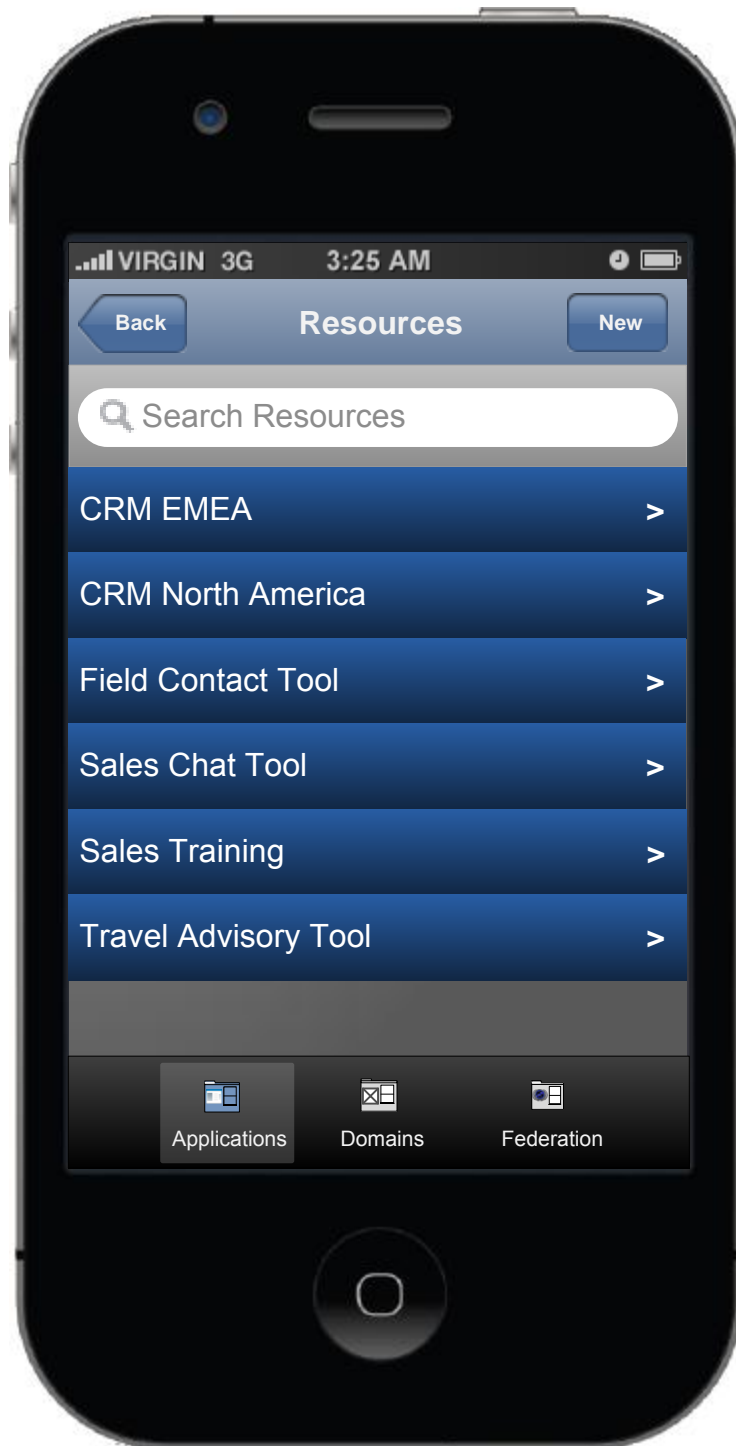 VIRGIN 3G 3:25 AM
Back Resources New
Search Resources
CRM EMEA >
CRM North America >
Field Contact Tool >
Sales Chat Tool >
Sales Training >
Travel Advisory Tool >
Applications Domains Federation